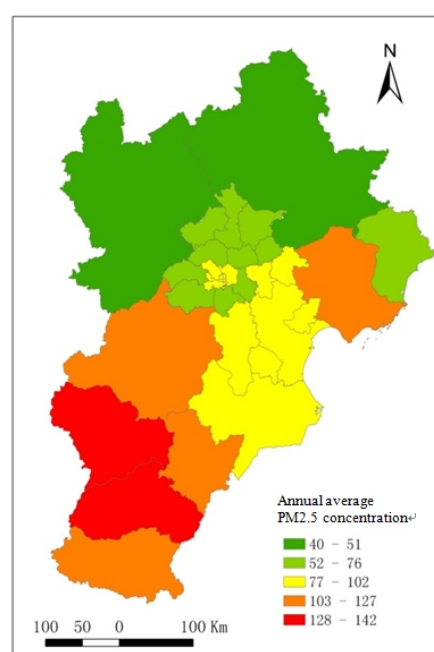 N
Annual average
PM2.5 concentration↵
40 - 51
52 - 76
77 - 102
103 - 127
128 - 142
100 50 0 100 Km